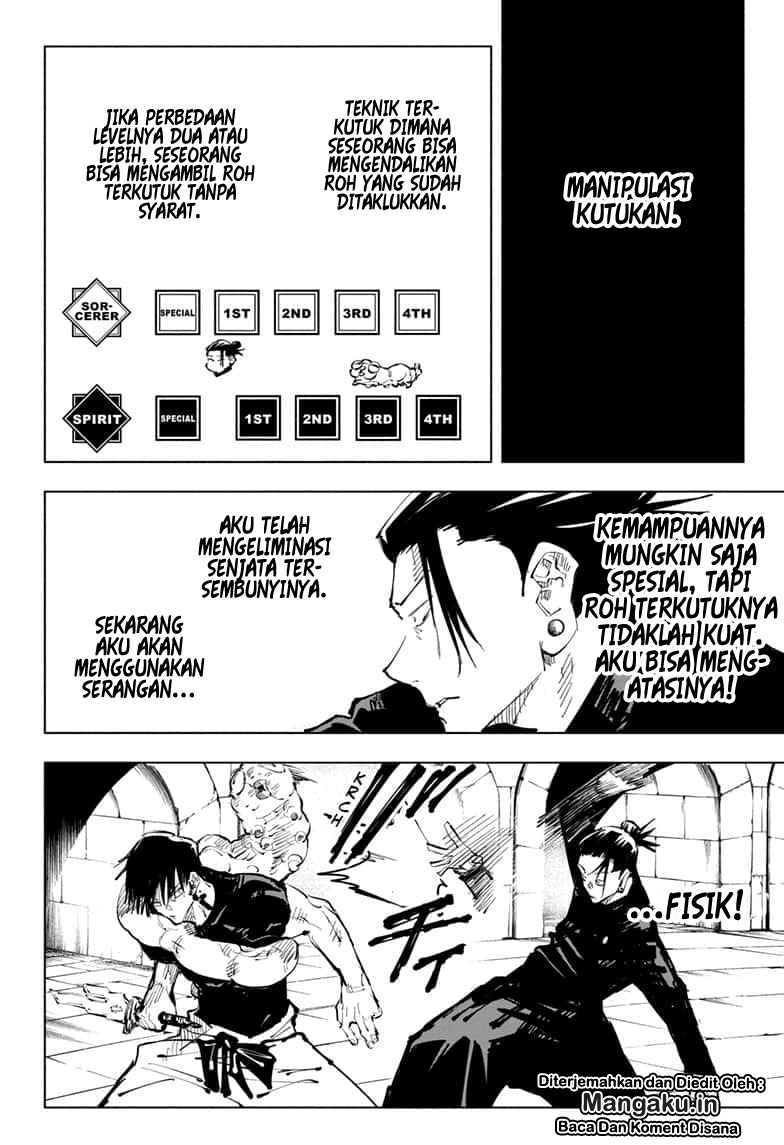 MANIPULASI
KUTUKAN.
TEKNIK TER-
KUTUK DIMANA
SESEORANG BISA
MENGENDALIKAN
ROH YANG SUDAH
DITAKLUKKAN.
JIKA PERBEDAAN
LEVELNYA DUA ATAU
LEBIH, SESEORANG
BISA MENGAMBIL ROH
TERKUTUK TANPA
SYARAT.
SOR-
CERER
SPECIAL 1ST 2ND 3RD 4TH
SPIRIT SPECIAL 1ST 2ND 3RD 4TH
KEMAMPUANNYA
MUNGKIN SAJA
SPESIAL, TAPI
ROH TERKUTUKNYA
TIDAKLAH KUAT.
AKU BISA MENG-
ATASINYA!
AKU TELAH
MENGELIMINASI
SENJATA TER-
SEMBUNYINYA.
SEKARANG
AKU AKAN
MENGGUNAKAN
SERANGAN...
KRCH
...FISIK!
Diterjemahkan dan Diedit Oleh :
Mangaku.in
Baca Dan Koment Disana